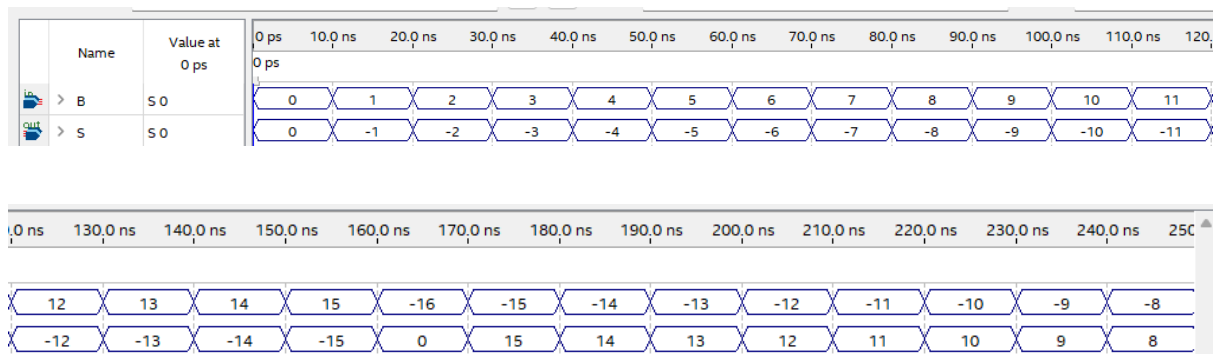 Name Value at 0 ps 0 ps 10.0 ns 20.0 ns 30.0 ns 40.0 ns 50.0 ns 60.0 ns 70.0 ns 80.0 ns 90.0 ns 100.0 ns 110.0 ns 120.
0 ps
in > B S 0 0 1 2 3 4 5 6 7 8 9 10 11
out > S S 0 0 -1 -2 -3 -4 -5 -6 -7 -8 -9 -10 -11
.0 ns 130.0 ns 140.0 ns 150.0 ns 160.0 ns 170.0 ns 180.0 ns 190.0 ns 200.0 ns 210.0 ns 220.0 ns 230.0 ns 240.0 ns 250
12 13 14 15 -16 -15 -14 -13 -12 -11 -10 -9 -8
-12 -13 -14 -15 0 15 14 13 12 11 10 9 8